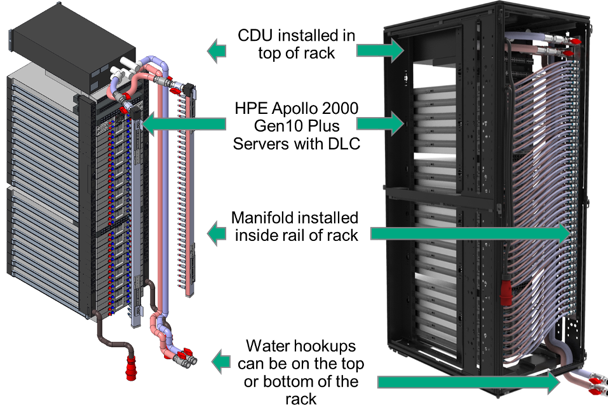 CDU installed in
top of rack
HPE Apollo 2000
Gen10 Plus
Servers with DLC
Manifold installed
inside rail of rack
Water hookups
can be on the top
or bottom of the
rack